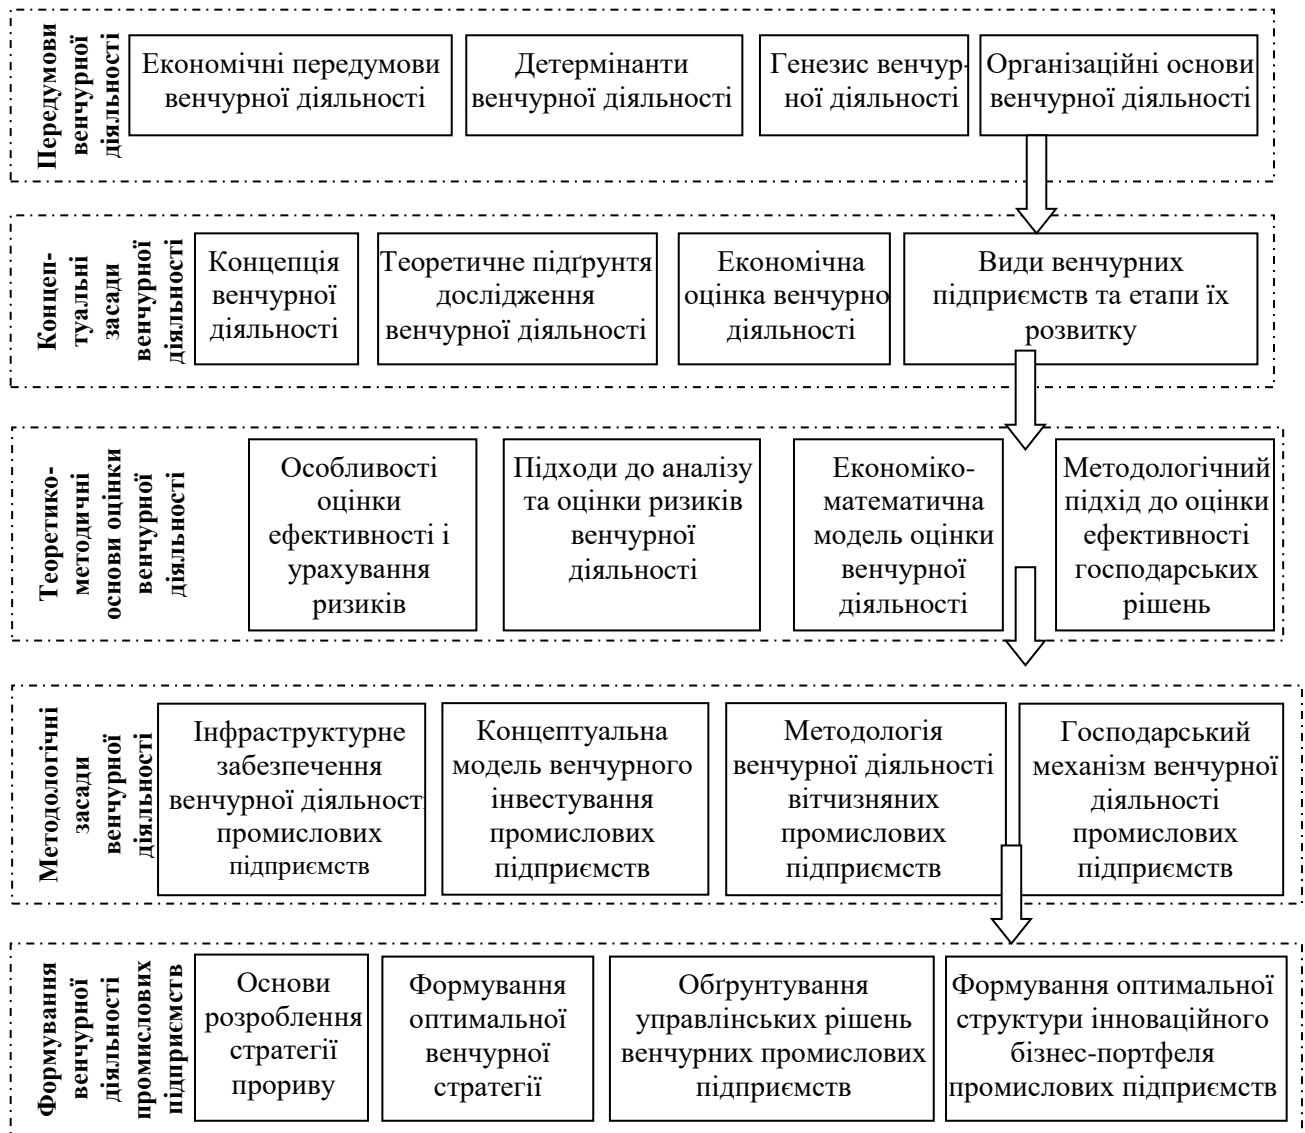 Передумови
венчурної
діяльності
Економічні передумови
венчурної діяльності
Детермінанти
венчурної діяльності
Генезис венчур-
ної діяльності
Організаційні основи
венчурної діяльності
Концеп-
туальні
засади
венчурної
діяльності
Концепція
венчурної
діяльності
Теоретичне підґрунтя
дослідження
венчурної діяльності
Економічна
оцінка венчурно
діяльності
Види венчурних
підприємств та етапи їх
розвитку
Теоретико-
методичні
основи оцінки
венчурної
діяльності
Особливості
оцінки
ефективності і
урахування
ризиків
Підходи до аналізу
та оцінки ризиків
венчурної
діяльності
Економіко-
математична
модель оцінки
венчурної
діяльності
Методологічний
підхід до оцінки
ефективності
господарських
рішень
Методологічні
засади
венчурної
діяльності
Інфраструктурне
забезпечення
венчурної діяльност
промислових
підприємств
Концептуальна
модель венчурного
інвестування
промислових
підприємств
Методологія
венчурної діяльності
вітчизняних
промислових
підприємств
Господарський
механізм венчурної
діяльності
промислових
підприємств
Формування
венчурної
діяльності
промислових
підприємств
Основи
розроблення
стратегії
прориву
Формування
оптимальної
венчурної
стратегії
Обґрунтування
управлінських рішень
венчурних промислових
підприємств
Формування оптимальної
структури інноваційного
бізнес-портфеля
промислових підприємств